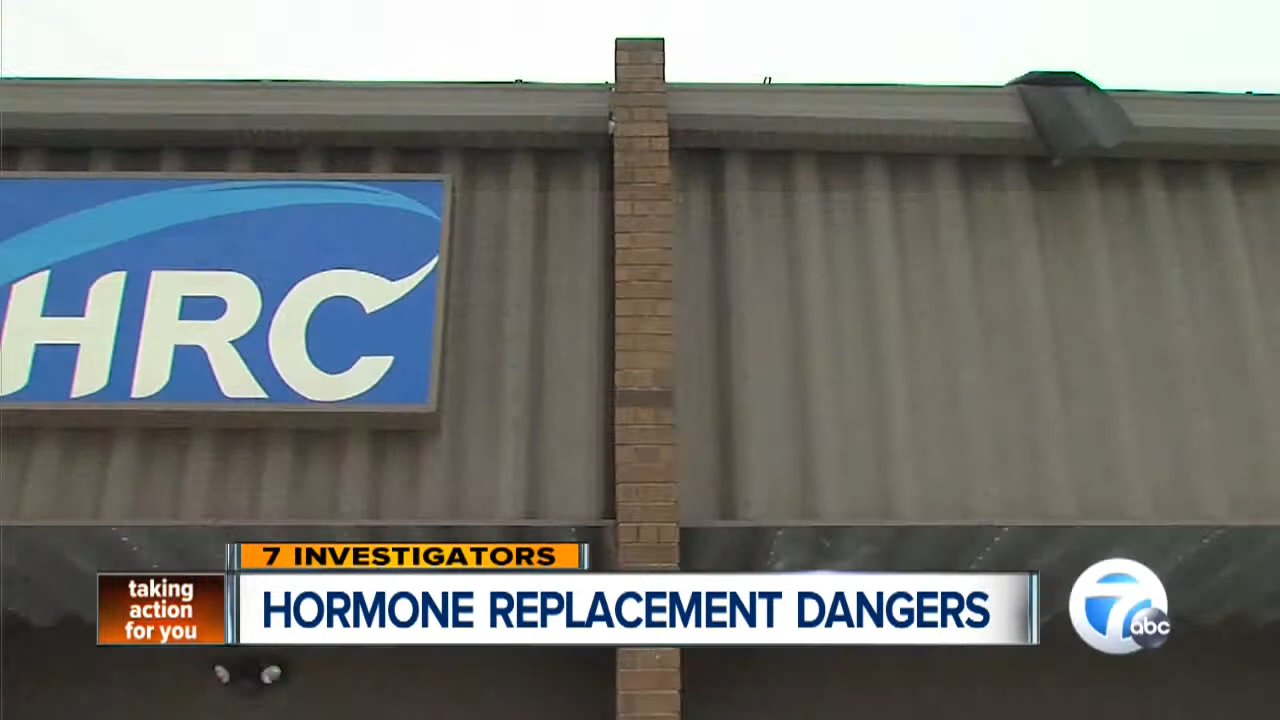 HRC
7 INVESTIGATORS
taking
action
for you
HORMONE REPLACEMENT DANGERS
7
abc